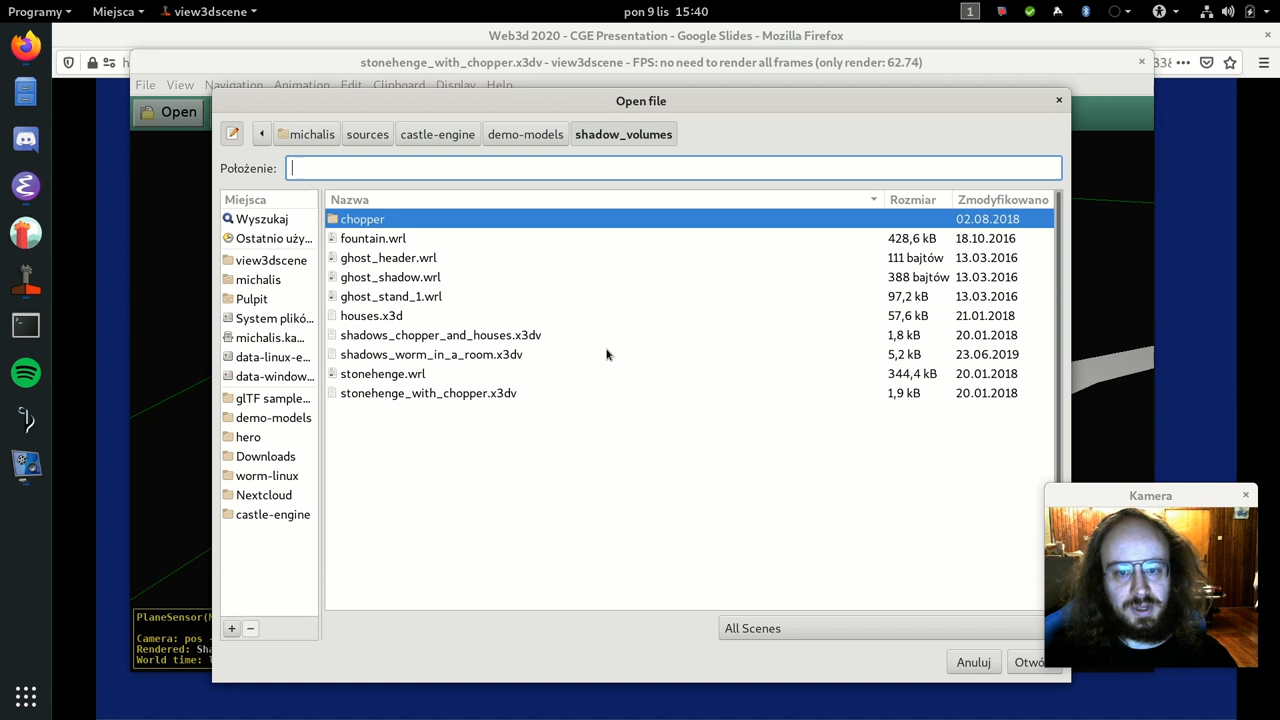 Programy Miejsca view3dscene pon 9 lis 15:40 1
Web3d 2020 - CGE Presentation - Google Slides - Mozilla Firefox ×
stonehenge_with_chopper.x3dv - view3dscene - FPS: no need to render all frames (only render: 62.74) ×
File View Navigation Animation Edit Clipboard Display Help
Open
Open file ×
michalis sources castle-engine demo-models shadow_volumes
Położenie:
Miejsca Nazwa Rozmiar Zmodyfikowano
Wyszukaj chopper 02.08.2018
Ostatnio uży... fountain.wrl 428,6 kB 18.10.2016
view3dscene ghost_header.wrl 111 bajtów 13.03.2016
michalis ghost_shadow.wrl 388 bajtów 13.03.2016
Pulpit ghost_stand_1.wrl 97,2 kB 13.03.2016
System plikó... houses.x3d 57,6 kB 21.01.2018
michalis.ka... shadows_chopper_and_houses.x3dv 1,8 kB 20.01.2018
data-linux-e... shadows_worm_in_a_room.x3dv 5,2 kB 23.06.2019
data-window... stonehenge.wrl 344,4 kB 20.01.2018
glTF sample... stonehenge_with_chopper.x3dv 1,9 kB 20.01.2018
demo-models
hero
Downloads
worm-linux
Nextcloud
castle-engine
Kamera ×
+ −
All Scenes
PlaneSensor(
Camera: pos
Rendered: Sha
World time:
Anuluj Otwó